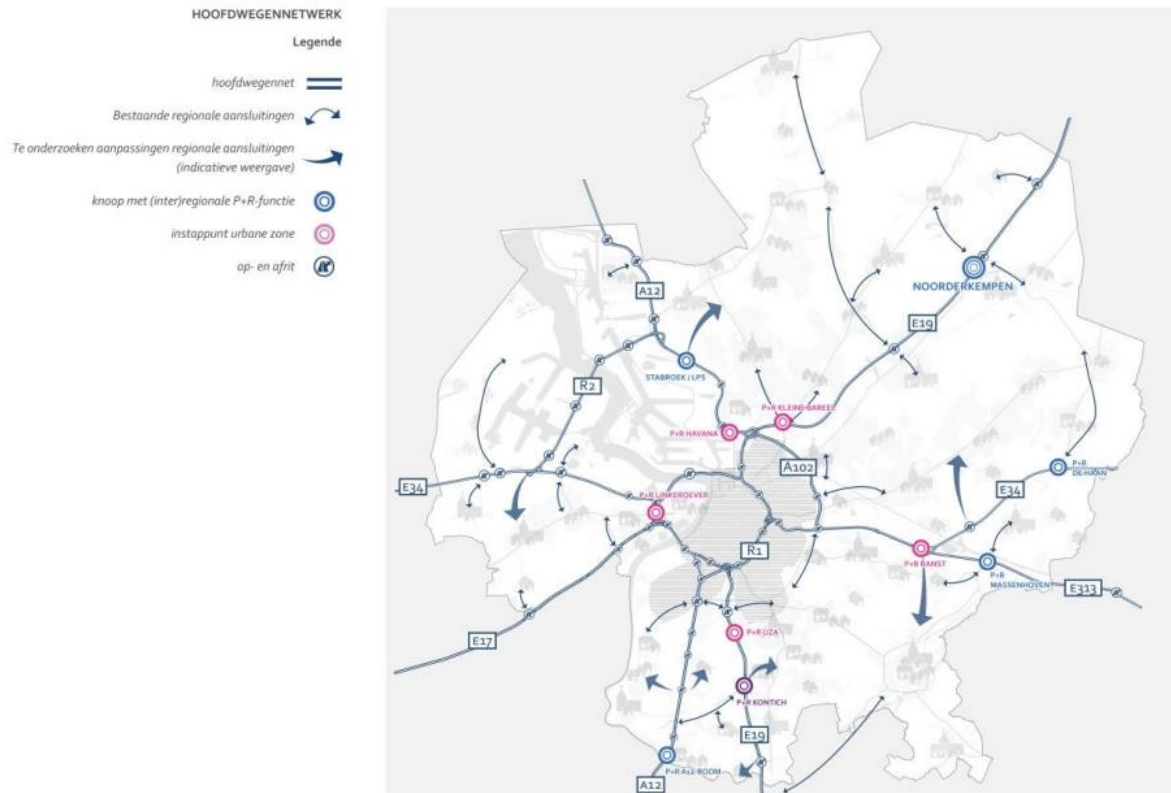 HOOFDWEGENNETWERK
Legende
hoofdwegennet
Bestaande regionale aansluitingen
Te onderzoeken aanpassingen regionale aansluitingen
(indicatieve weergave)
knoop met (inter)regionale P+R-functie
instappunt urbane zone
op- en afrit
A12
NOORDERKEMPEN
E19
STABROEK / LPS
R2
P+R KLEINE BAREEL
P+R HAVANA
A102
P+R
DE HAAN
E34
E34
P+R LINKEROEVER
R1
P+R RANST
P+R
MASSENHOVEN
E313
E17
P+R UZA
P+R KONTICH
E19
P+R A12 BOOM
A12